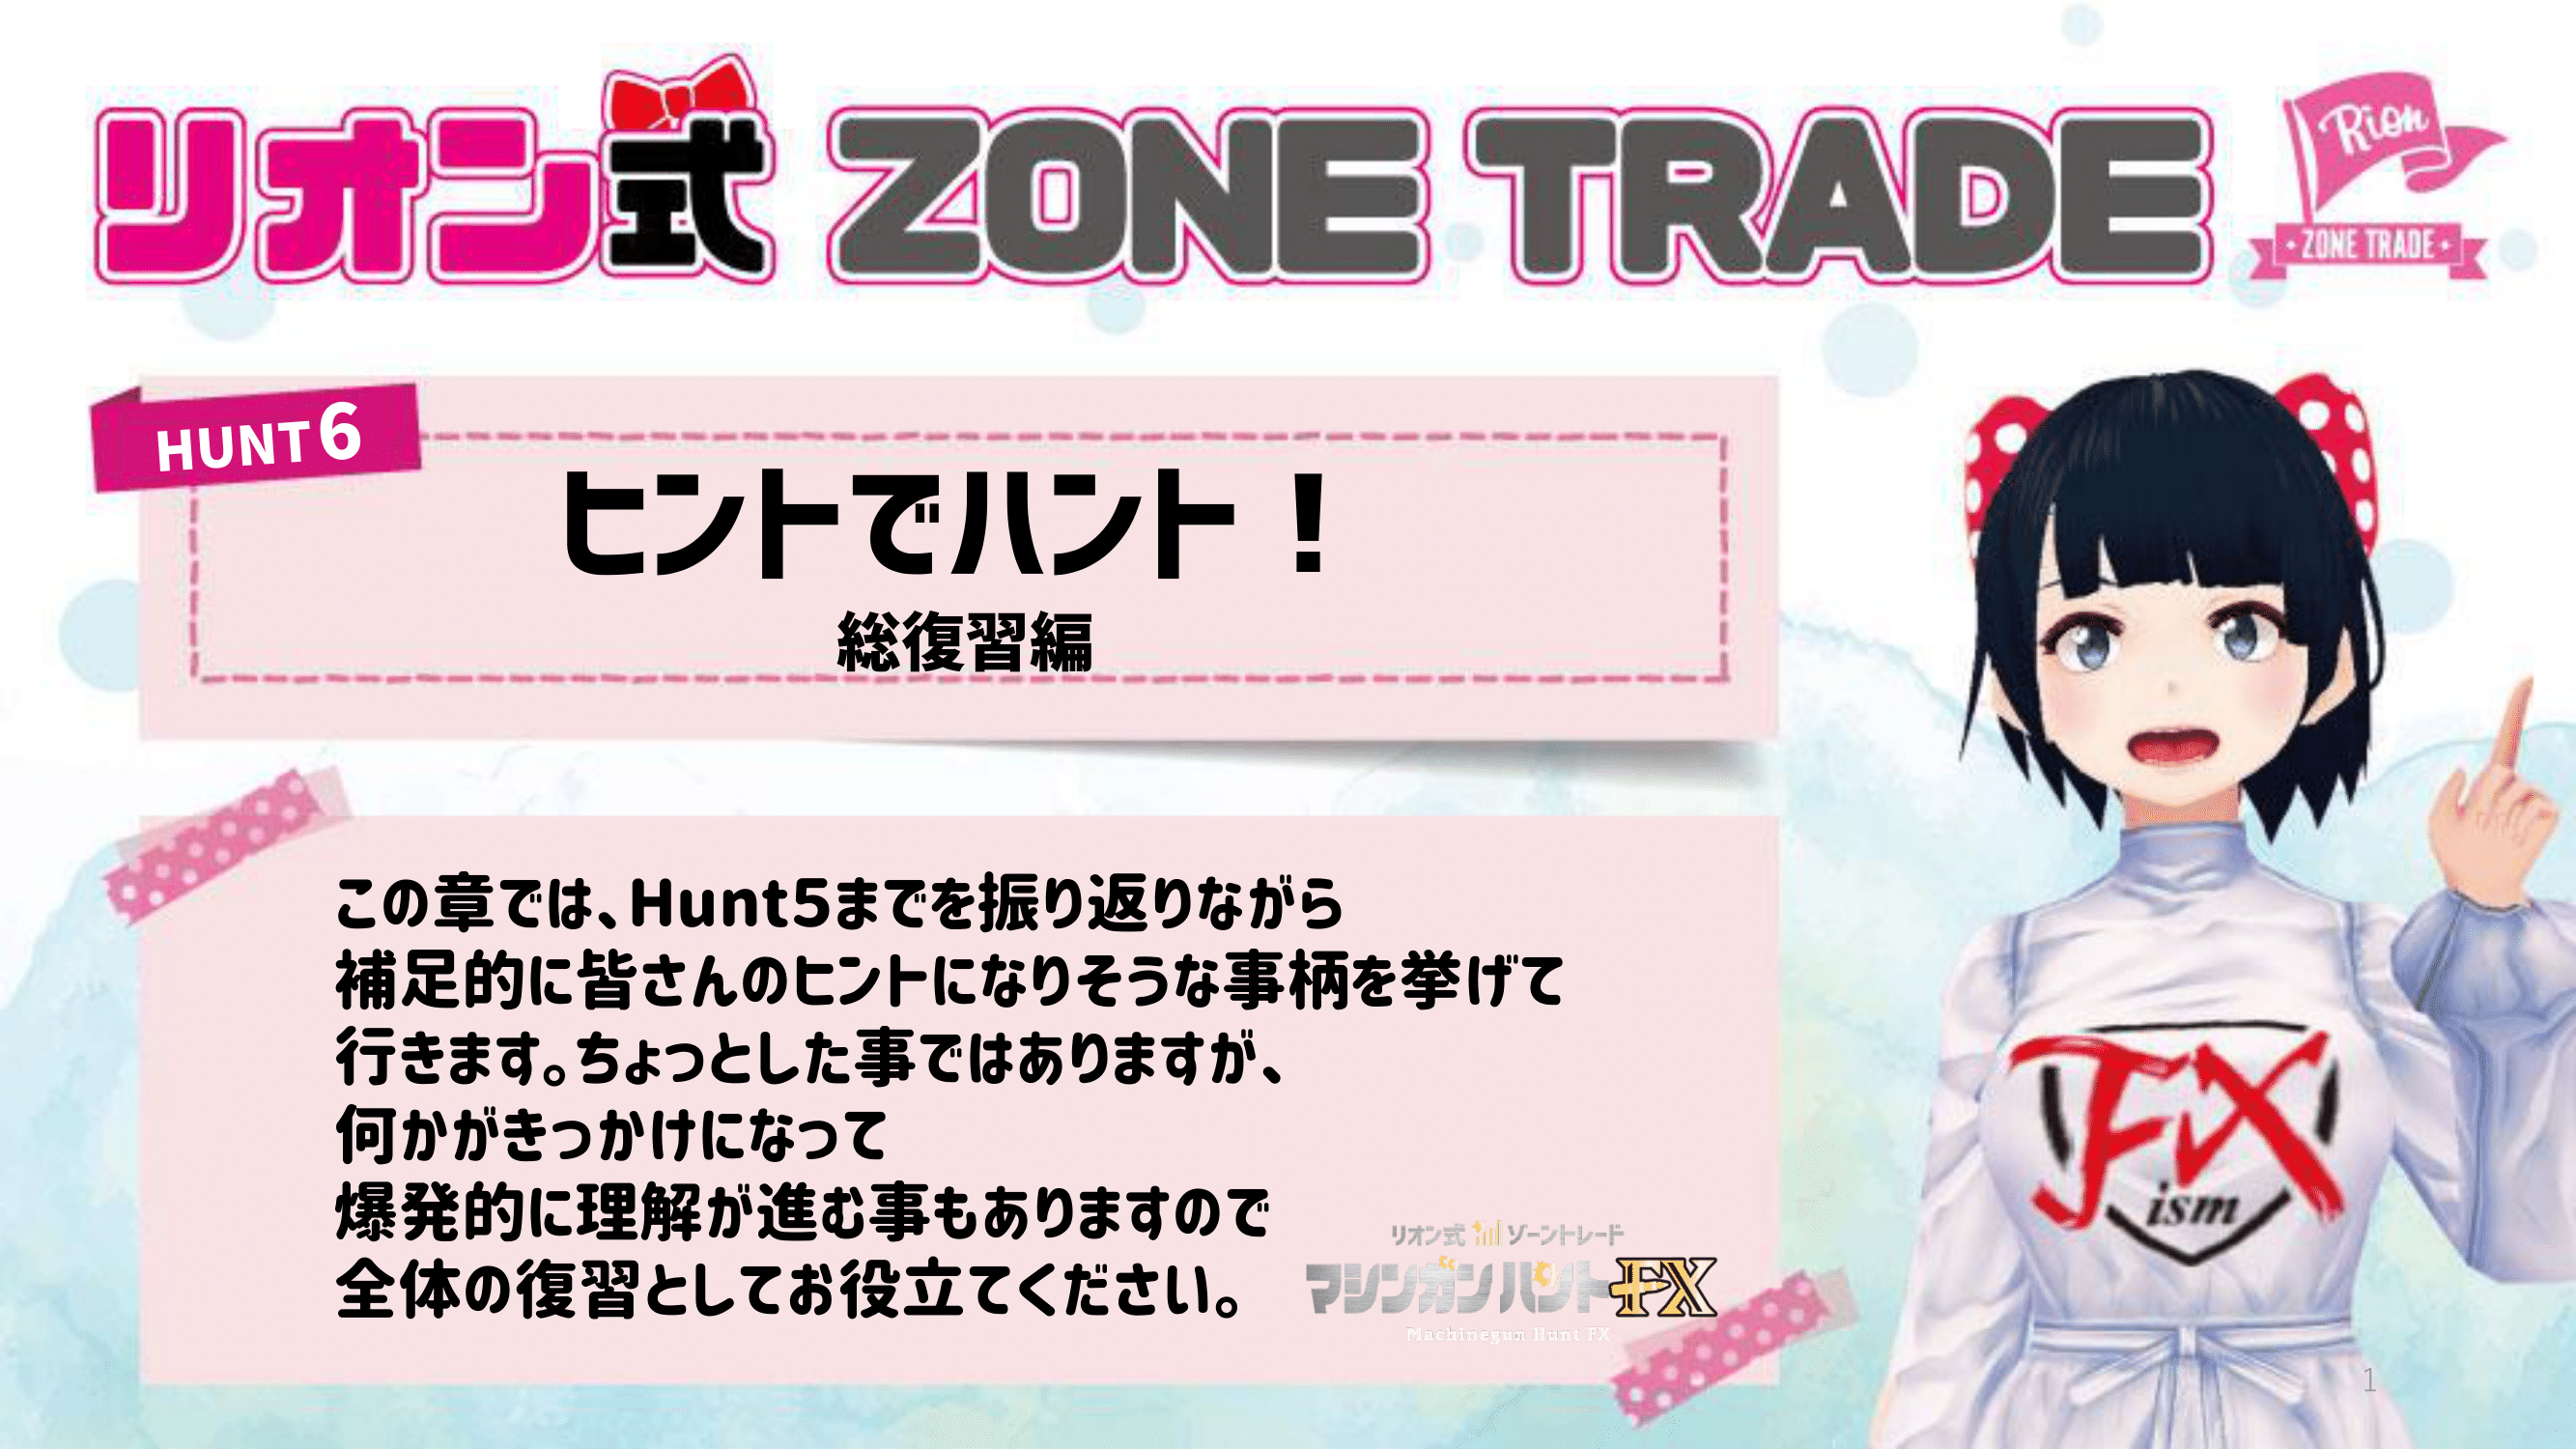 リオン式 ZONE TRADE
Rion
ZONE TRADE
HUNT6
ヒントでハント！
総復習編
この章では、Hunt5までを振り返りながら
補足的に皆さんのヒントになりそうな事柄を挙げて
行きます。ちょっとした事ではありますが、
何かがきっかけになって
爆発的に理解が進む事もありますので
全体の復習としてお役立てください。
リオン式 ゾーントレード
マシンガンハントFX
Machinegun Hunt FX
FX
ism
1